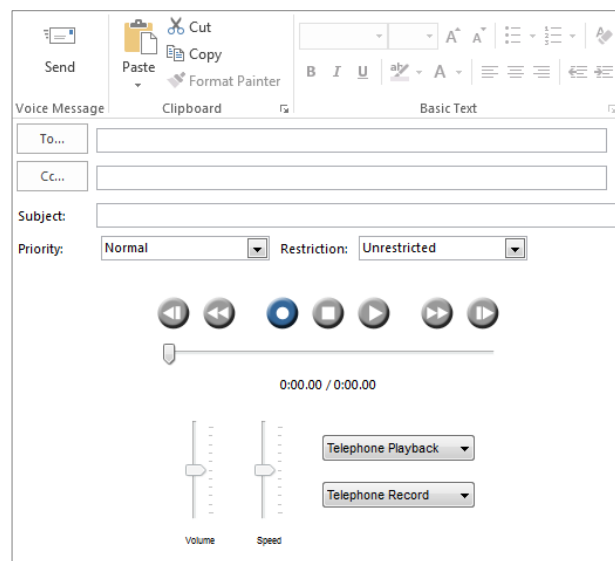 Send
Paste
Cut
Copy
Format Painter
B I U aby A
Voice Message
Clipboard
Basic Text
To...
Cc...
Subject:
Priority: Normal Restriction: Unrestricted
0:00.00 / 0:00.00
Telephone Playback
Telephone Record
Volume Speed